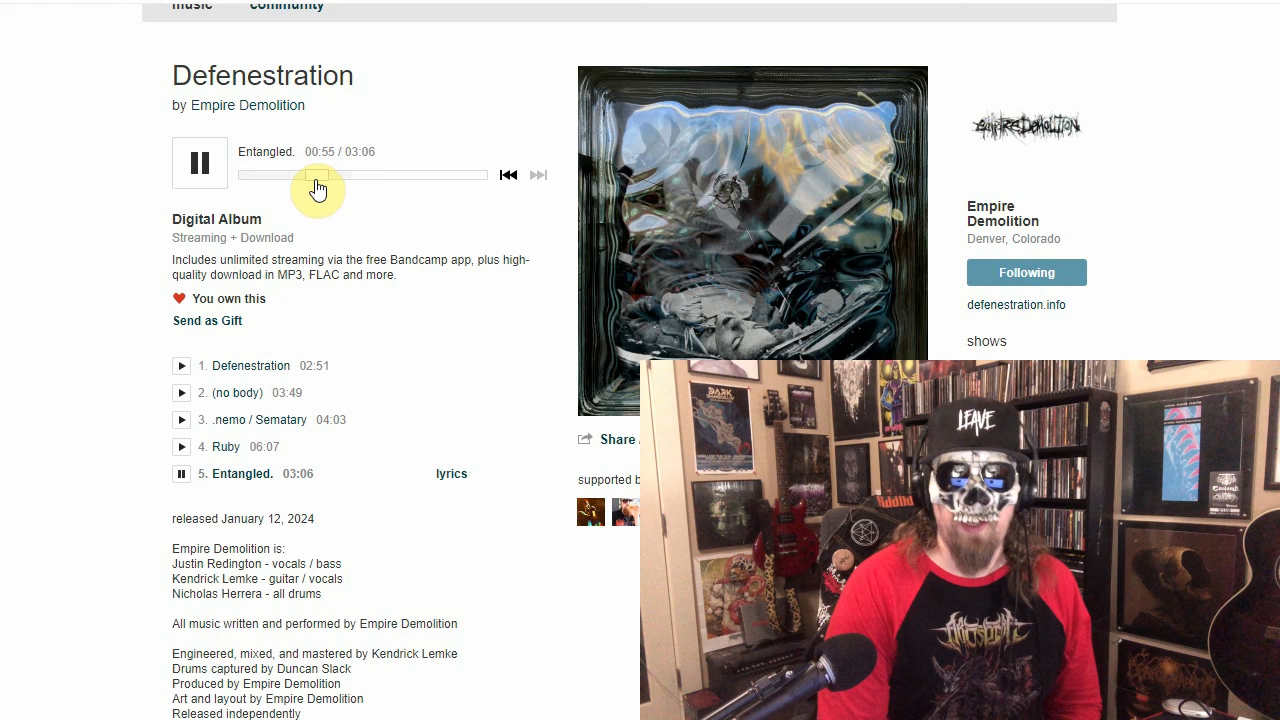 music community
Defenestration
by Empire Demolition
Entangled. 00:55 / 03:06
Digital Album
Streaming + Download
Includes unlimited streaming via the free Bandcamp app, plus high-
quality download in MP3, FLAC and more.
You own this
Send as Gift
1. Defenestration 02:51
2. (no body) 03:49
3. .nemo / Sematary 04:03
4. Ruby 06:07
5. Entangled. 03:06 lyrics
released January 12, 2024
Empire Demolition is:
Justin Redington - vocals / bass
Kendrick Lemke - guitar / vocals
Nicholas Herrera - all drums
All music written and performed by Empire Demolition
Engineered, mixed, and mastered by Kendrick Lemke
Drums captured by Duncan Slack
Produced by Empire Demolition
Art and layout by Empire Demolition
Released independently
Share
supported b
EMPIRE DEMOLITION
Empire
Demolition
Denver, Colorado
Following
defenestration.info
shows
DARK
LEAVE